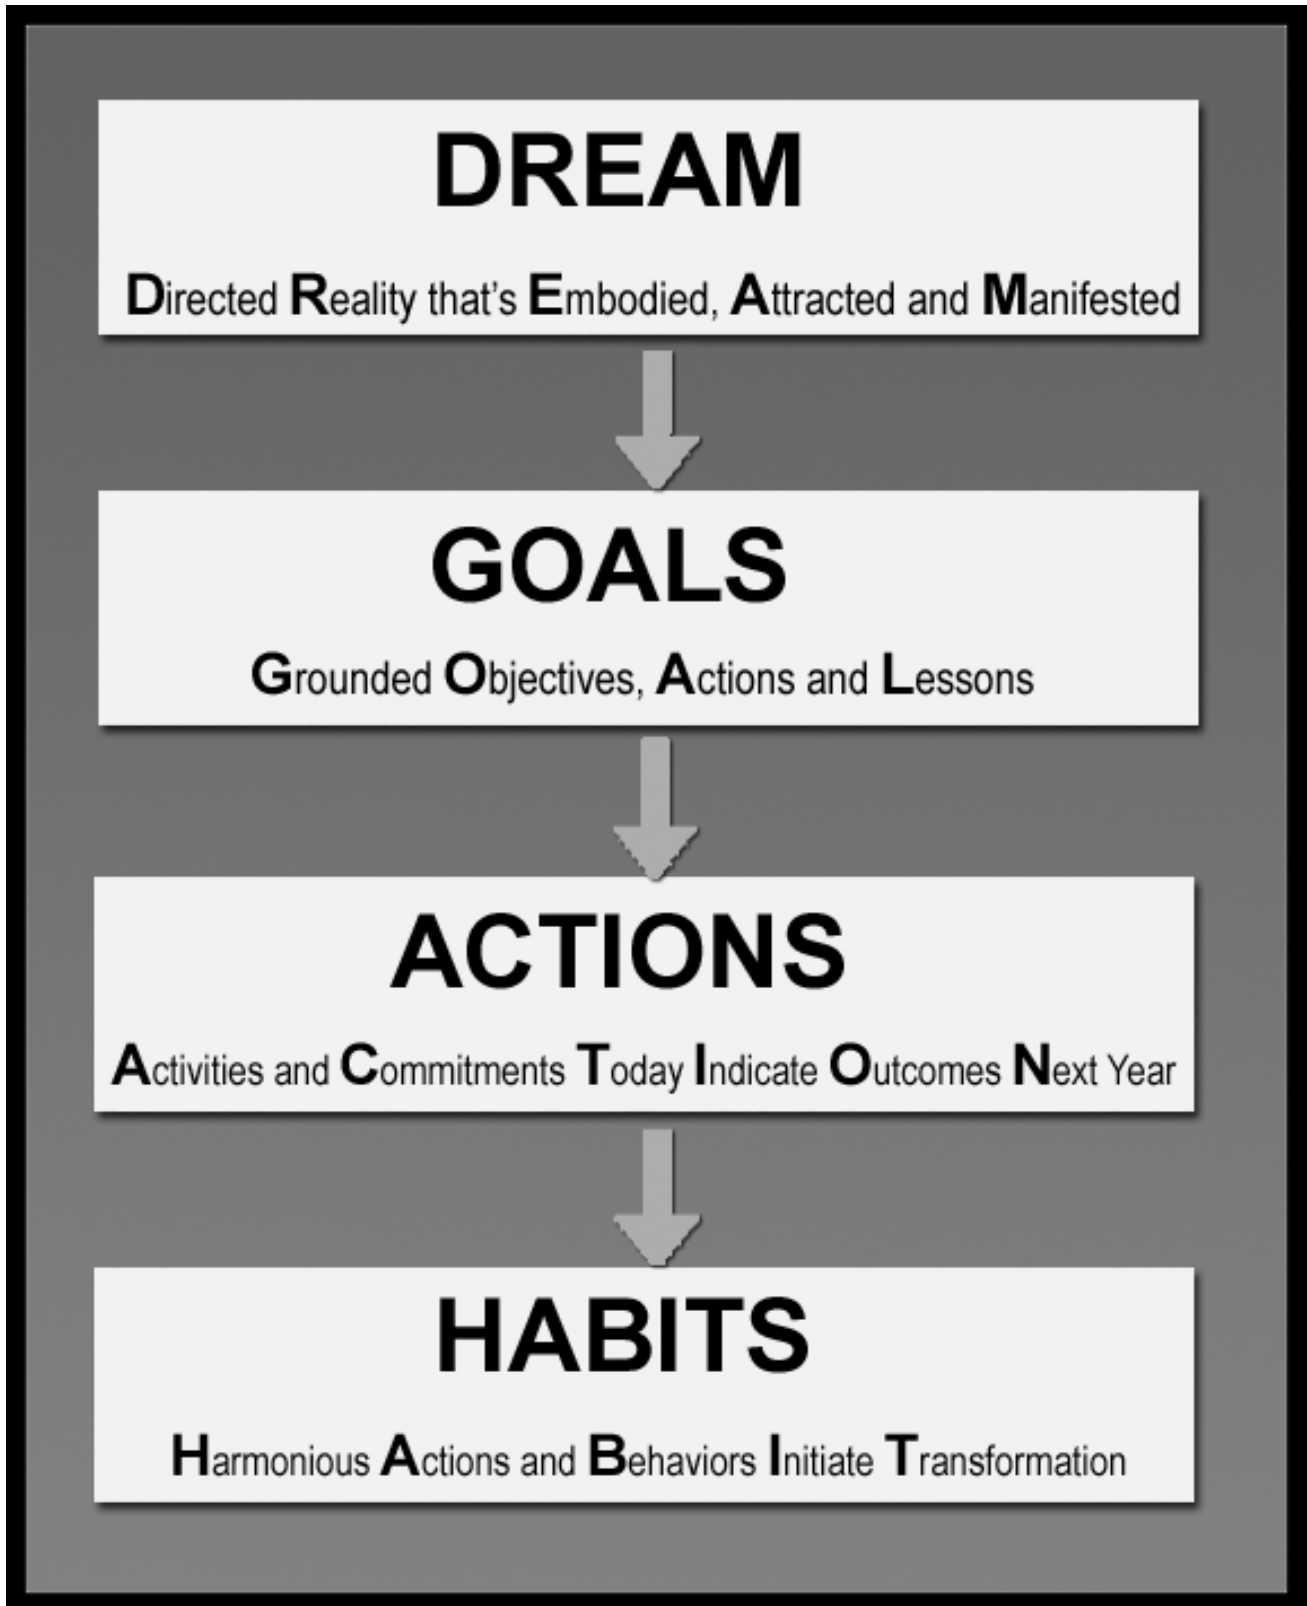 DREAM
Directed Reality that's Embodied, Attracted and Manifested
GOALS
Grounded Objectives, Actions and Lessons
ACTIONS
Activities and Commitments Today Indicate Outcomes Next Year
HABITS
Harmonious Actions and Behaviors Initiate Transformation